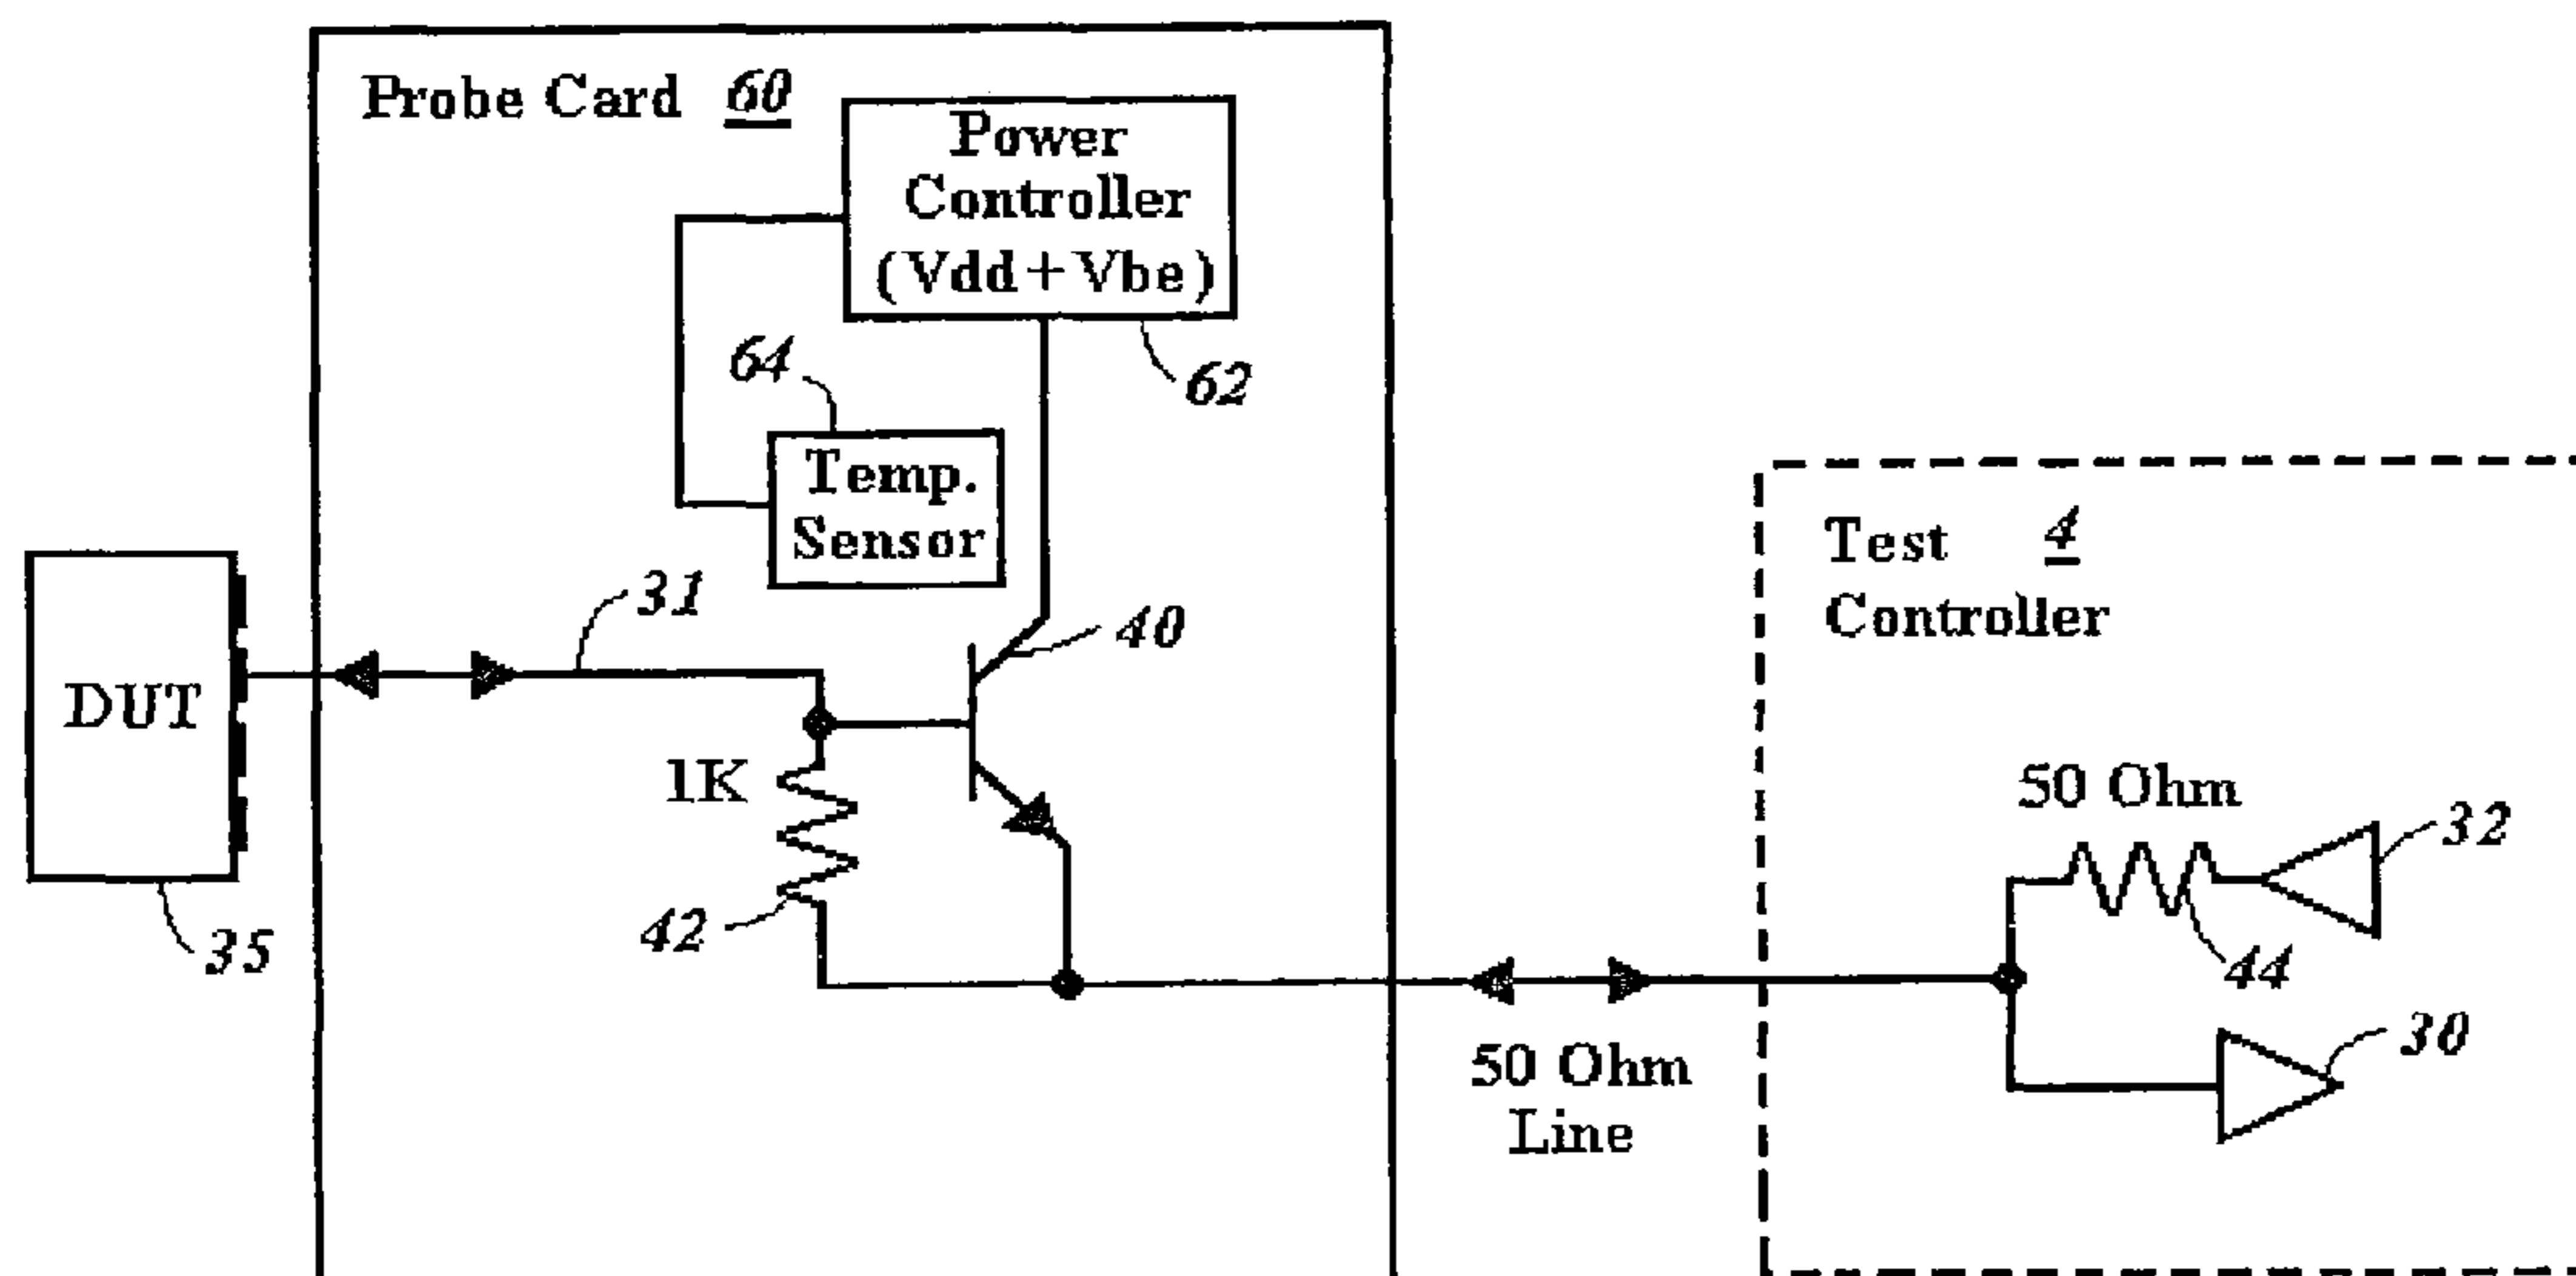 Probe Card 60
Power
Controller
(Vdd+Vbe)
64
62
Temp.
Sensor
31
40
DUT
1K
42
35
Test 4
Controller
50 Ohm
32
44
30
50 Ohm
Line